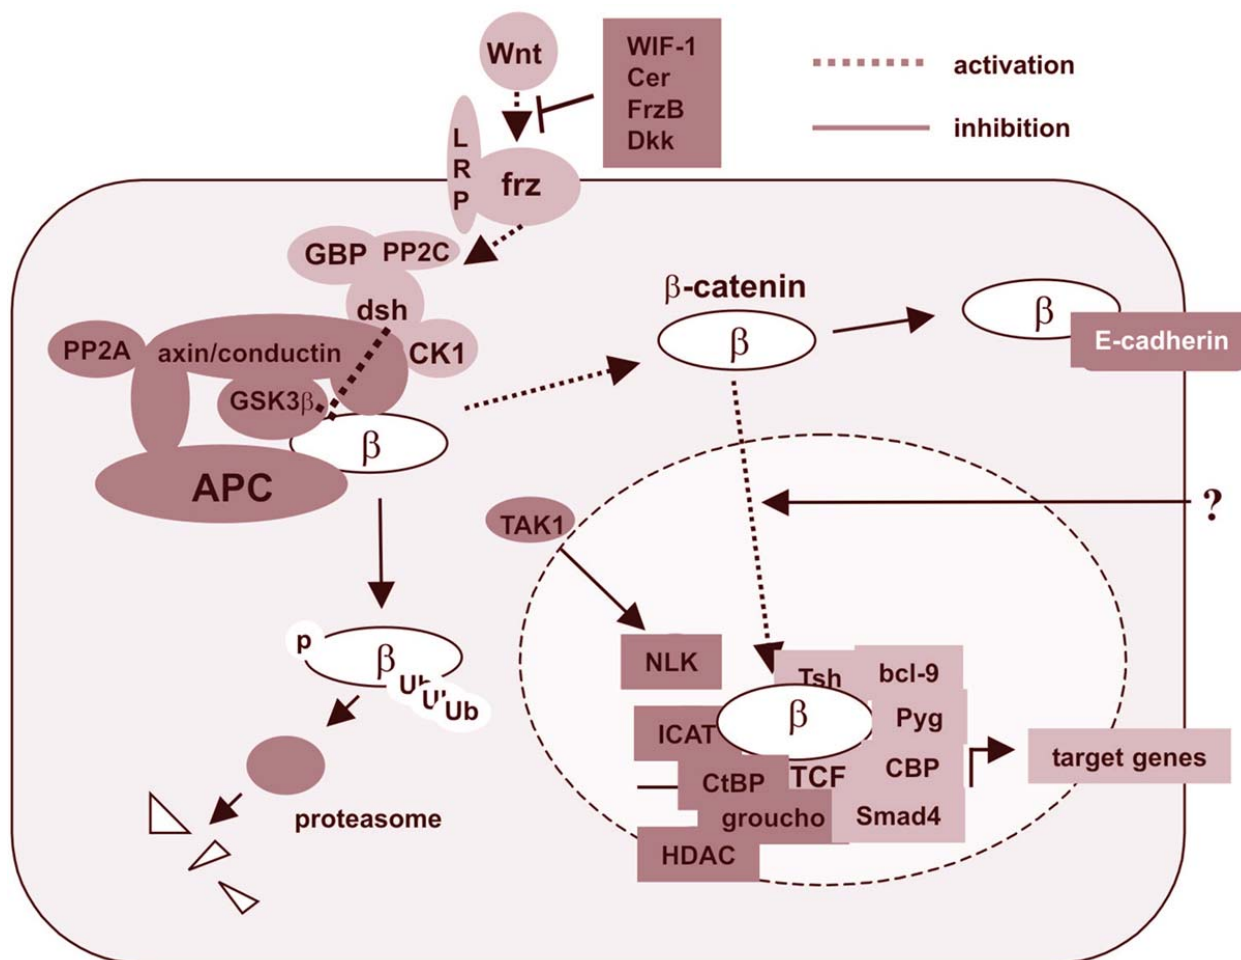 Wnt
WIF-1
Cer
FrzB
Dkk
activation
inhibition
L
R
P
frz
GBP
PP2C
dsh
PP2A
axin/conductin
CK1
GSK3β
β
APC
β-catenin
β
β
E-cadherin
?
TAK1
p
β
Ub
Ub
proteasome
NLK
Tsh
bcl-9
β
Pyg
ICAT
TCF
CBP
CtBP
groucho
Smad4
HDAC
target genes